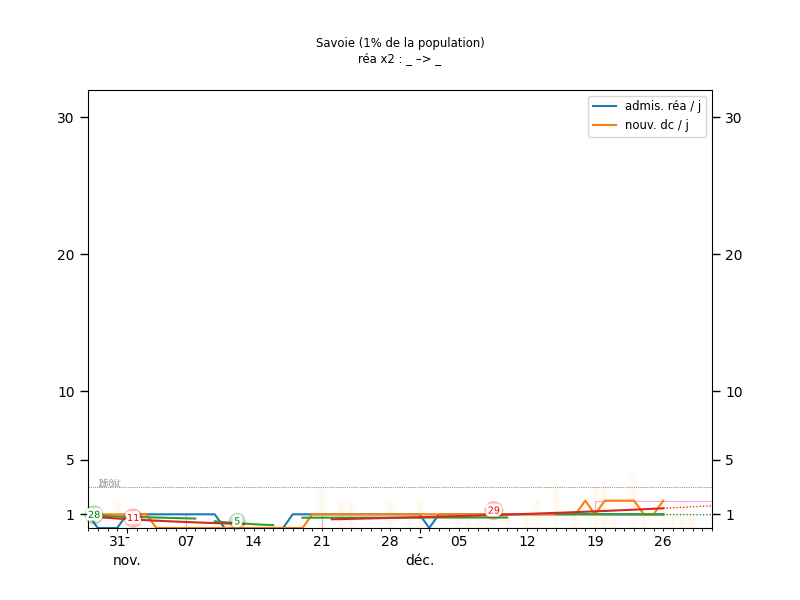 Savoie (1% de la population)
réa x2 : _ –> _
admis. réa / j
nouv. dc / j
30 30
20 20
10 10
5 5
1 1
28 11 5 29
31 07 14 21 28 - 05 12 19 26
nov. déc.